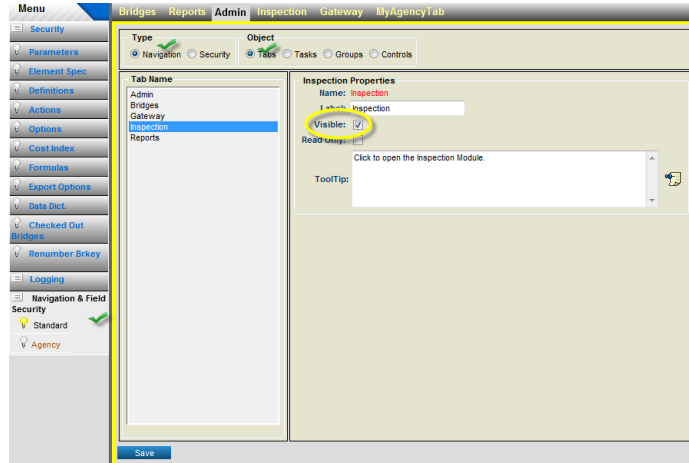 Menu
Bridges Reports Admin Inspection Gateway MyAgencyTab
Security
Parameters
Element Spec
Definitions
Actions
Options
Cost Index
Formulas
Export Options
Data Dict.
Checked Out
Bridges
Renumber Brkey
Logging
Navigation & Field
Security
Standard
Agency
Type
Navigation Security
Object
Tabs Tasks Groups Controls
Tab Name
Admin
Bridges
Gateway
Inspection
Reports
Inspection Properties
Name: Inspection
Label: Inspection
Visible:
Read Only:
ToolTip: Click to open the Inspection Module.
Save